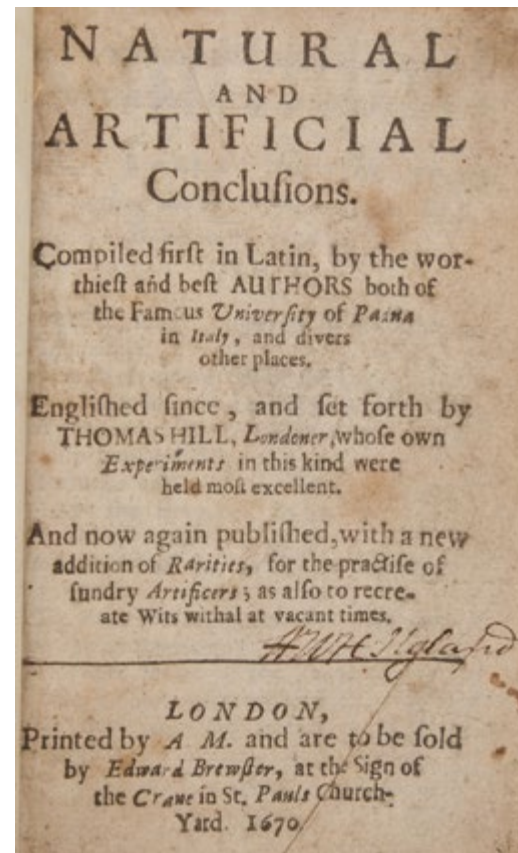 NATURAL
AND
ARTIFICIAL
Concluſions.
Compiled firſt in Latin, by the wor-
thieſt and beſt AUTHORS both of
the Famous Univerſity of Padua
in Italy, and divers
other places.
Engliſhed ſince, and ſet forth by
THOMAS HILL, Londoner, whoſe own
Experiments in this kind were
held moſt excellent.
And now again publiſhed, with a new
addition of Rarities, for the practiſe of
ſundry Artificers; as alſo to recre-
ate Wits withal at vacant times.
LONDON,
Printed by A M. and are to be ſold
by Edward Brewſter, at the Sign of
the Crane in St. Pauls Church-
Yard. 1670